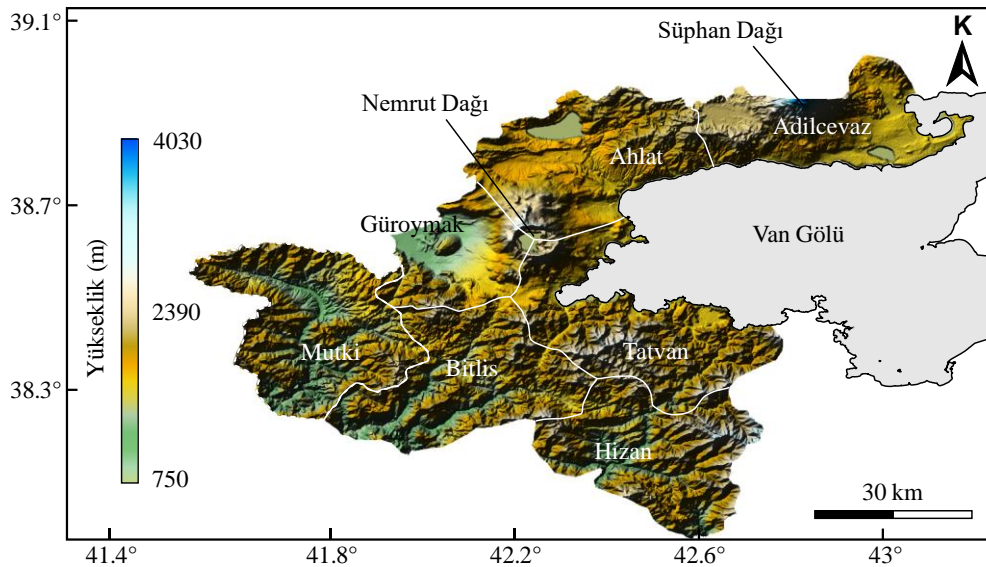 39.1°
38.7°
38.3°
Süphan Dağı
K
Nemrut Dağı
4030
2390
750
Yükseklik (m)
Adilcevaz
Ahlat
Güroymak
Van Gölü
Mutki
Bitlis
Tatvan
Hizan
30 km
41.4°
41.8°
42.2°
42.6°
43°